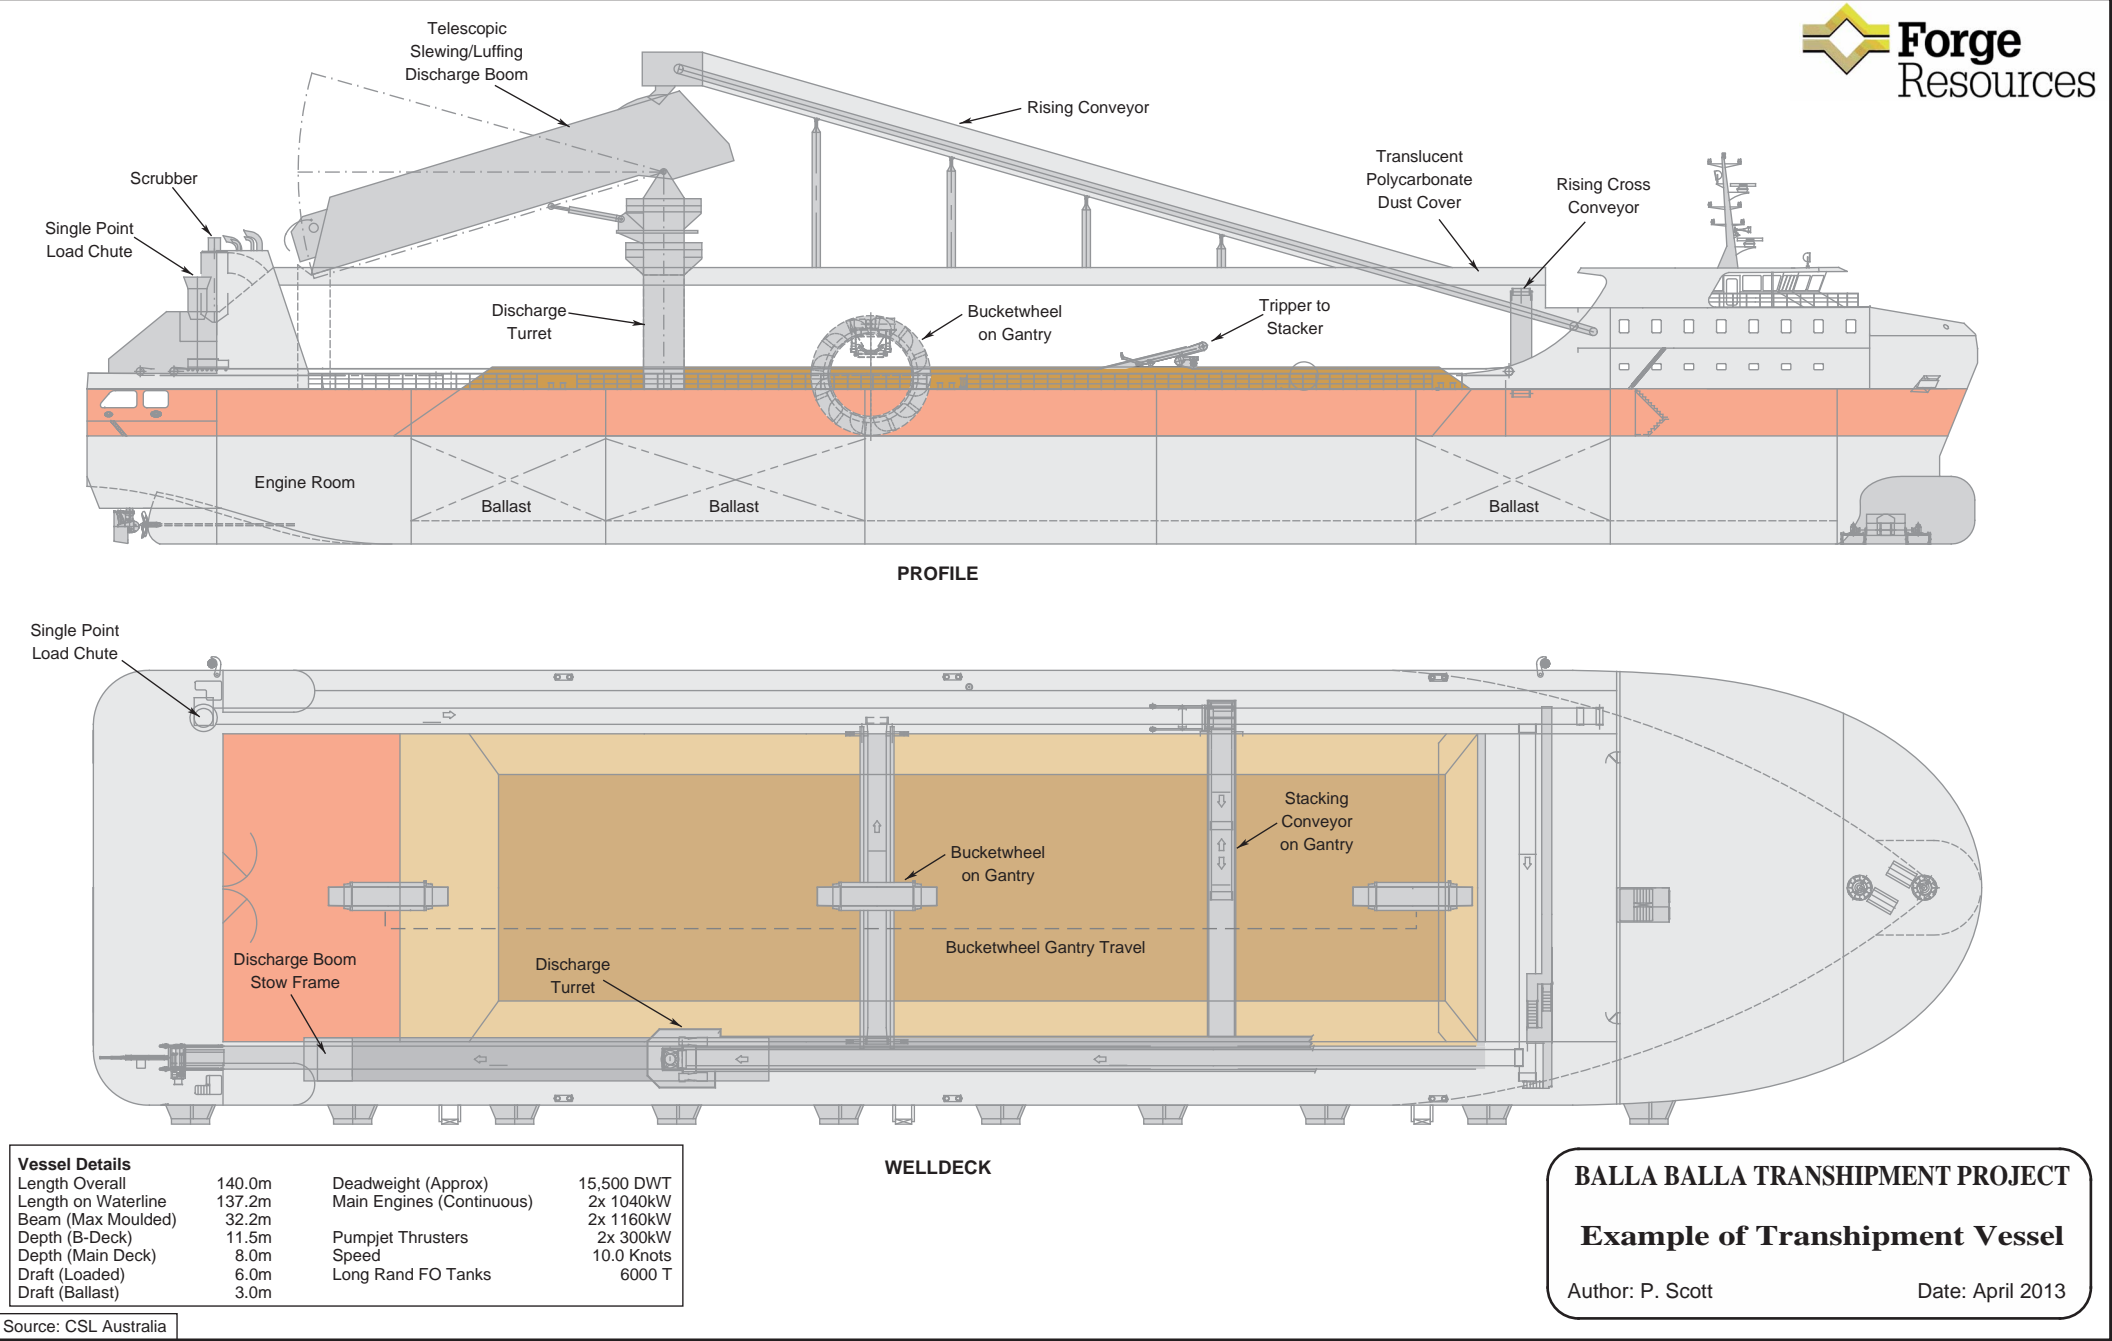 Forge
Resources
Telescopic
Slewing/Luffing
Discharge Boom
Rising Conveyor
Translucent
Polycarbonate
Dust Cover
Rising Cross
Conveyor
Scrubber
Single Point
Load Chute
Discharge
Turret
Bucketwheel
on Gantry
Tripper to
Stacker
Engine Room
Ballast
Ballast
Ballast
PROFILE
Single Point
Load Chute
Stacking
Conveyor
on Gantry
Bucketwheel
on Gantry
Bucketwheel Gantry Travel
Discharge Boom
Stow Frame
Discharge
Turret
WELLDECK
Vessel Details
Length Overall 140.0m Deadweight (Approx) 15,500 DWT
Length on Waterline 137.2m Main Engines (Continuous) 2x 1040kW
Beam (Max Moulded) 32.2m 2x 1160kW
Depth (B-Deck) 11.5m Pumpjet Thrusters 2x 300kW
Depth (Main Deck) 8.0m Speed 10.0 Knots
Draft (Loaded) 6.0m Long Rand FO Tanks 6000 T
Draft (Ballast) 3.0m
Source: CSL Australia
BALLA BALLA TRANSHIPMENT PROJECT
Example of Transhipment Vessel
Author: P. Scott Date: April 2013